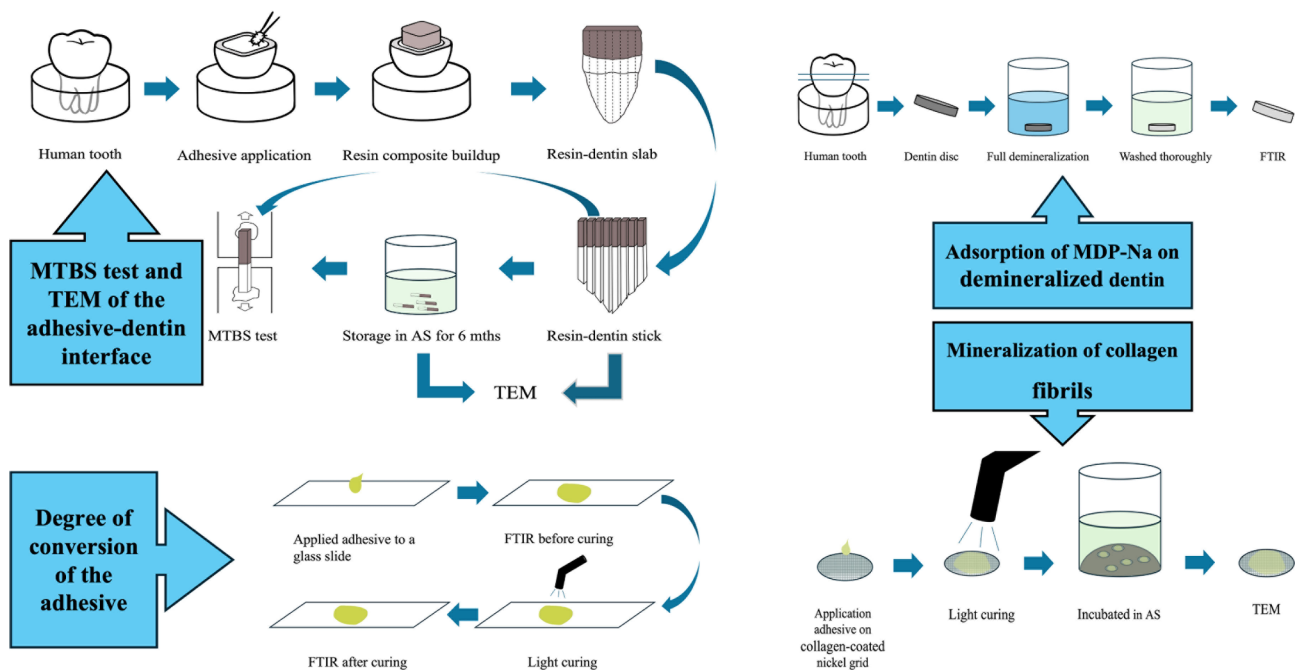 Human tooth
Adhesive application
Resin composite buildup
Resin-dentin slab
MTBS test and
TEM of the
adhesive-dentin
interface
MTBS test
Storage in AS for 6 mths
Resin-dentin stick
TEM
Degree of
conversion
of the
adhesive
Applied adhesive to a
glass slide
FTIR before curing
FTIR after curing
Light curing
Human tooth
Dentin disc
Full demineralization
Washed thoroughly
FTIR
Adsorption of MDP-Na on
demineralized dentin
Mineralization of collagen
fibrils
Application
adhesive on
collagen-coated
nickel grid
Light curing
Incubated in AS
TEM